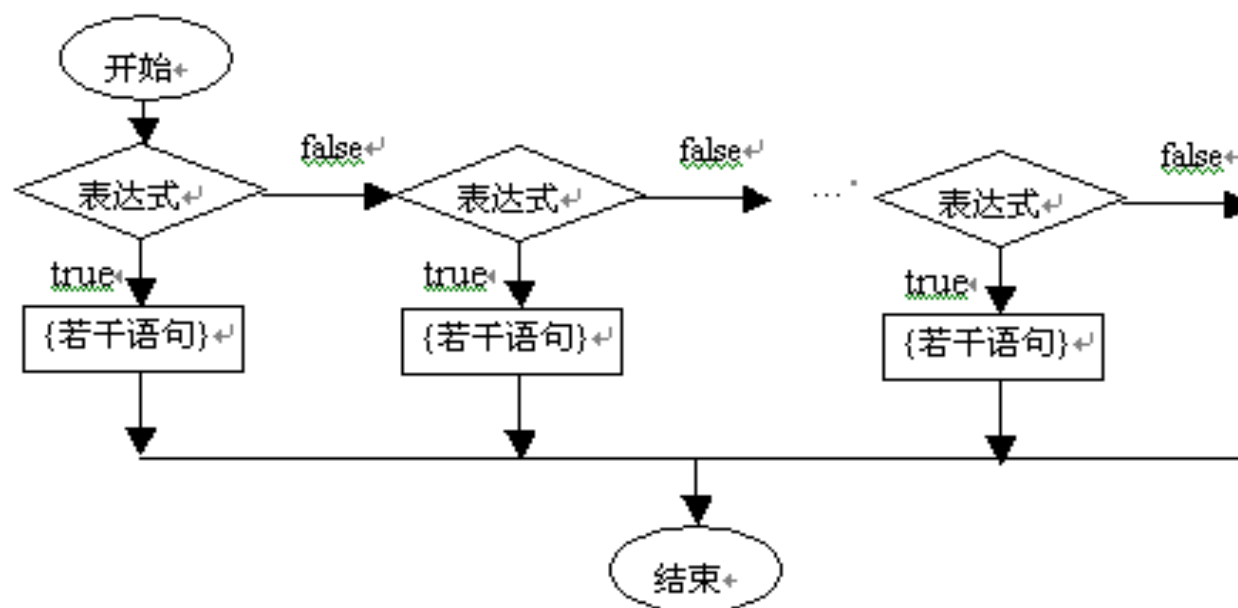 开始
false
false
false
表达式
表达式
…
表达式
true
true
true
{若干语句}
{若干语句}
{若干语句}
结束